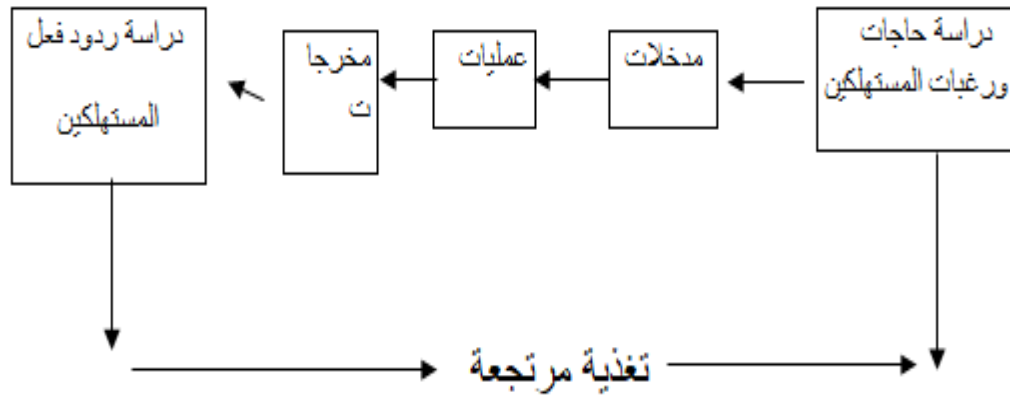 دراسة حاجات
ورغبات المستهلكين
مدخلات
عمليات
مخرجا
ت
دراسة ردود فعل
المستهلكين
تغذية مرتجعة